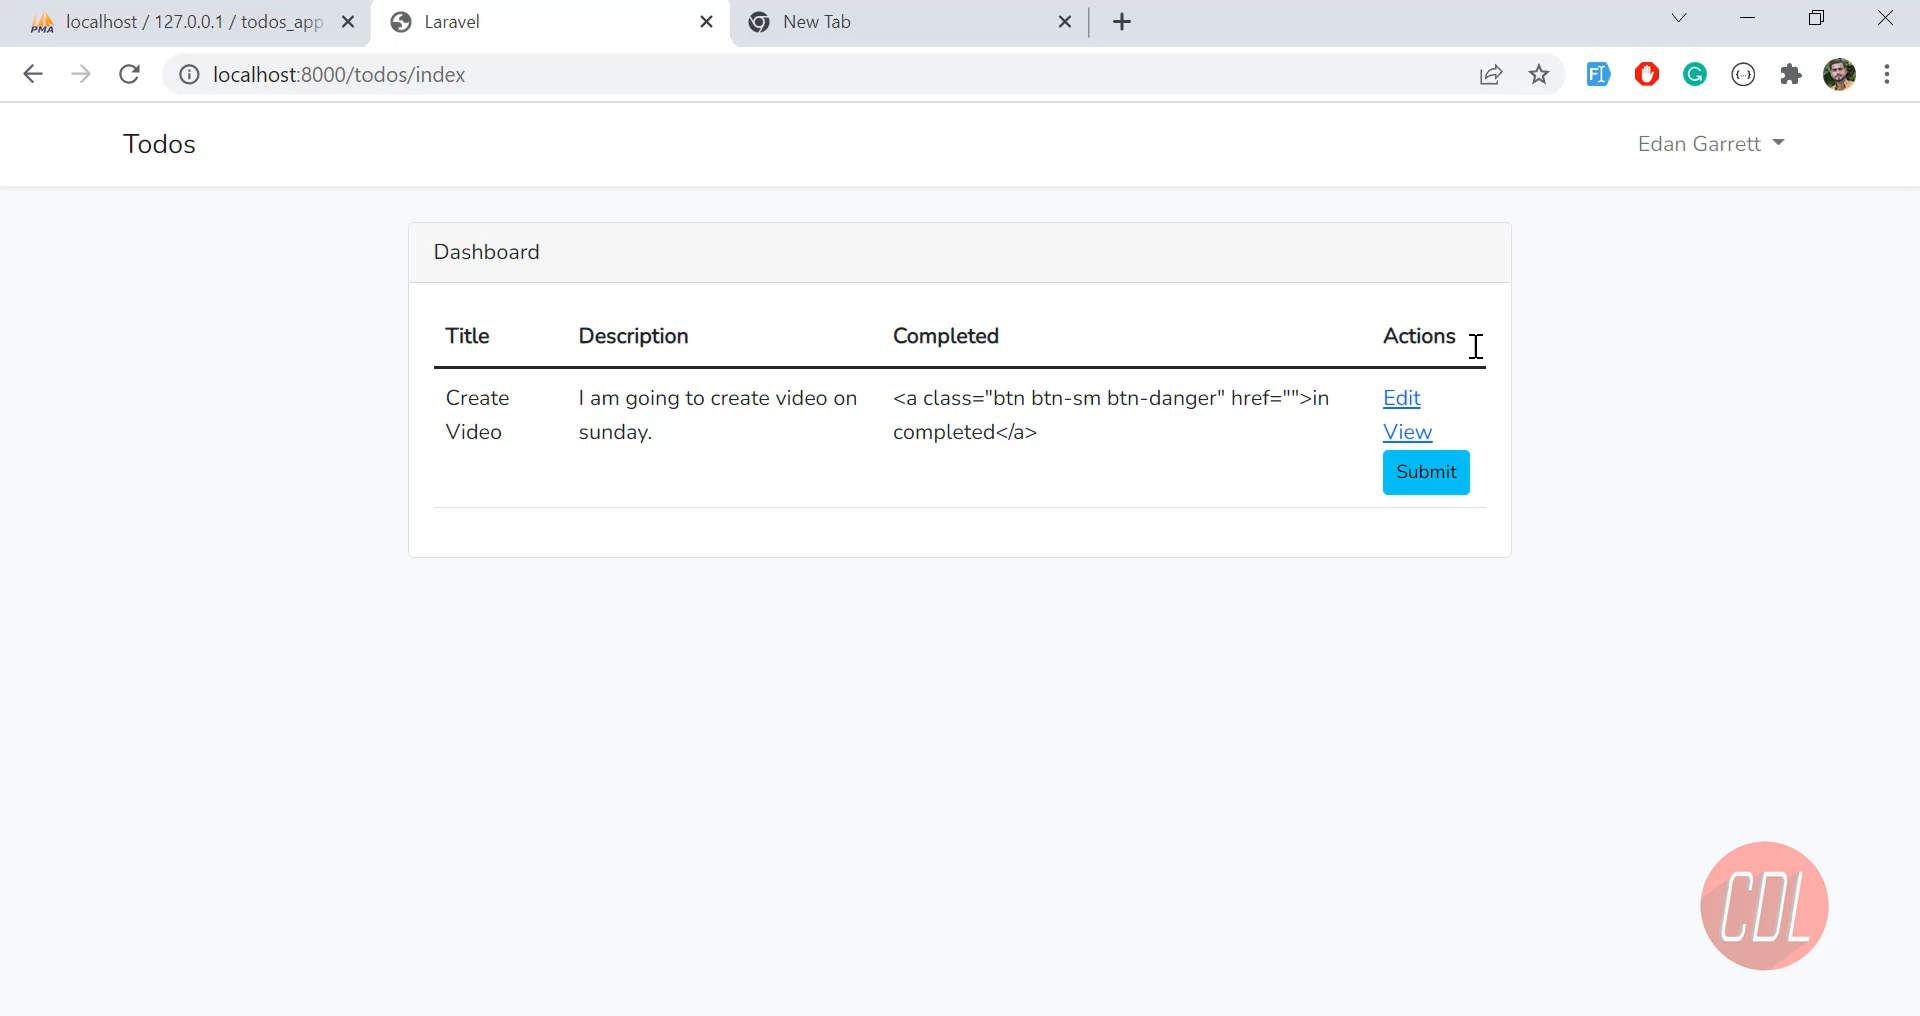 localhost / 127.0.0.1 / todos_app
Laravel
New Tab
localhost:8000/todos/index
Todos
Edan Garrett
Dashboard
Title Description Completed Actions
Create I am going to create video on <a class="btn btn-sm btn-danger" href="">in Edit
Video sunday. completed</a> View
Submit
CDL